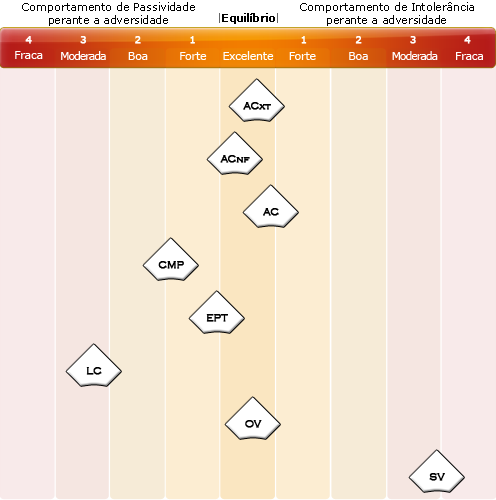 Comportamento de Passividade
perante a adversidade
|Equilíbrio|
Comportamento de Intolerância
perante a adversidade
4 3 2 1 1 2 3 4
Fraca Moderada Boa Forte Excelente Forte Boa Moderada Fraca
ACXT
ACNF
AC
CMP
EPT
LC
OV
SV